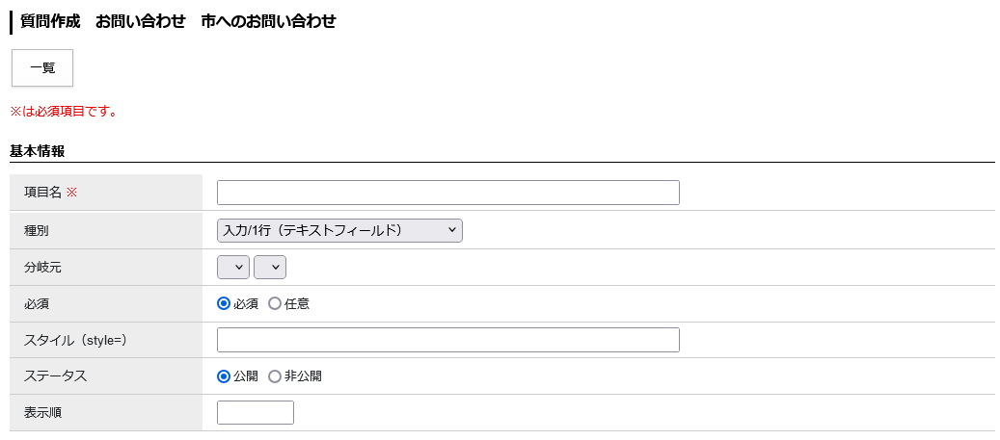 質問作成　お問い合わせ　市へのお問い合わせ
一覧
※は必須項目です。
基本情報
項目名 ※
種別 入力/1行（テキストフィールド）
分岐元
必須 必須 任意
スタイル（style=）
ステータス 公開 非公開
表示順